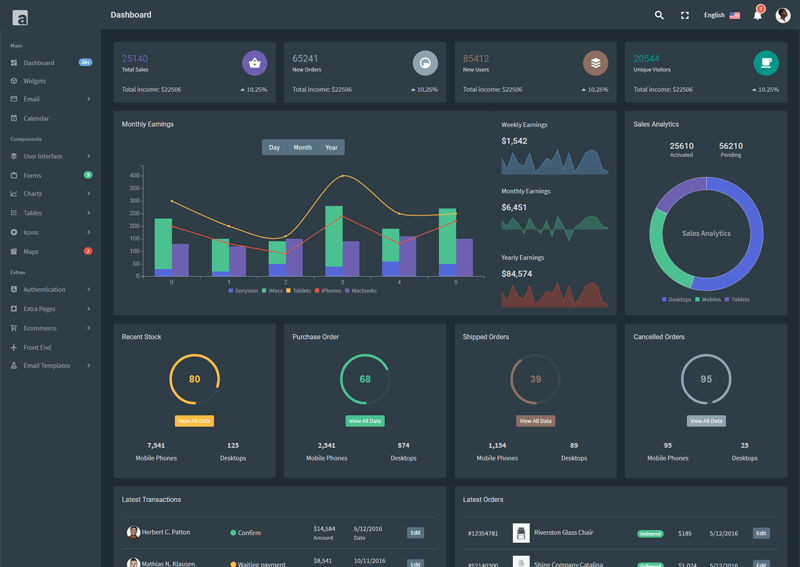 a
Dashboard
English
3
Main
Dashboard
Widgets
Email
Calendar
Components
User Interface
Forms
9
Charts
Tables
Icons
Maps
2
Extras
Authentication
Extra Pages
Ecommerce
Front End
Email Templates
25140
Total Sales
Total income: $22506
10.25%
65241
New Orders
Total income: $22506
10.25%
85412
New Users
Total income: $22506
10.25%
20544
Unique Visitors
Total income: $22506
10.25%
Monthly Earnings
Day Month Year
400
350
300
250
200
150
100
50
0
0 1 2 3 4 5
SonyVaio iMacs Tablets iPhones Macbooks
Weekly Earnings
$1,542
Monthly Earnings
$6,451
Yearly Earnings
$84,574
Sales Analytics
25610 56210
Activated Pending
Sales Analytics
Desktops Mobiles Tablets
Recent Stock
80
View All Data
7,541 125
Mobile Phones Desktops
Purchase Order
68
View All Data
2,541 874
Mobile Phones Desktops
Shipped Orders
39
View All Data
1,154 89
Mobile Phones Desktops
Cancelled Orders
95
View All Data
95 25
Mobile Phones Desktops
Latest Transactions
Herbert C. Patton Confirm $14,584 5/12/2016 Edit
Amount Date
Mathias N. Klausen Waiting payment $8,541 10/11/2016 Edit
Latest Orders
#12354781 Riverston Glass Chair Delivered $185 5/12/2016 Edit
#52140300 Shine Company Catalina Delivered $1,024 5/12/2016 Edit